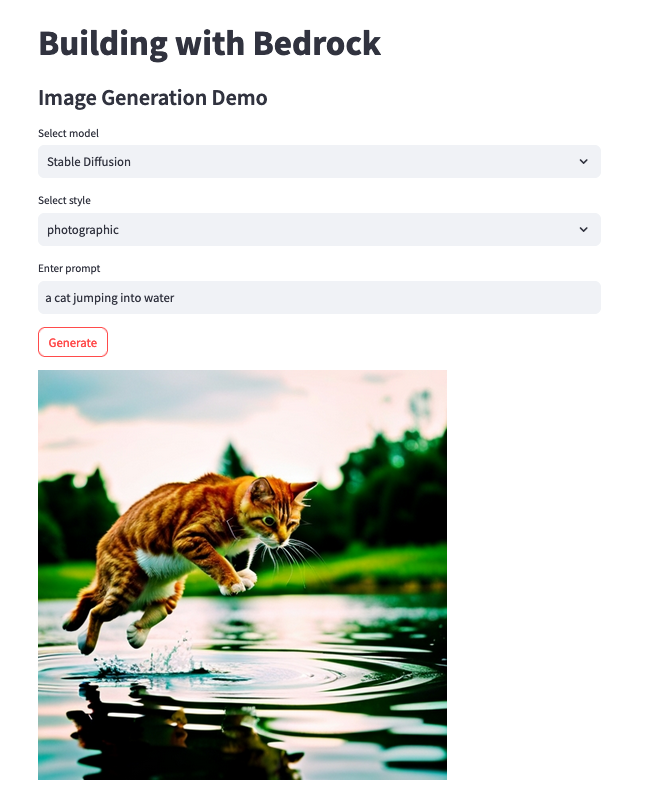 Building with Bedrock
Image Generation Demo
Select model
Stable Diffusion
Select style
photographic
Enter prompt
a cat jumping into water
Generate